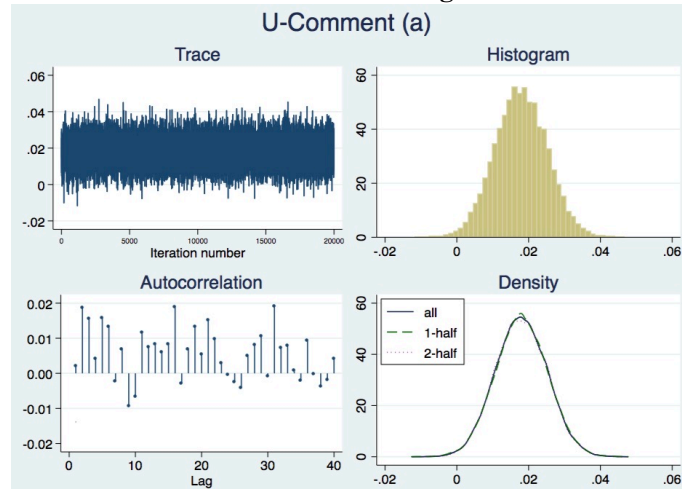 U-Comment (a)
Trace
.06
.04
.02
0
-.02
0 5000 10000 15000 20000
Iteration number
Histogram
60
40
20
0
-.02 0 .02 .04 .06
Autocorrelation
0.02
0.01
0.00
-0.01
-0.02
0 10 20 30 40
Lag
Density
all
1-half
2-half
60
40
20
0
-.02 0 .02 .04 .06